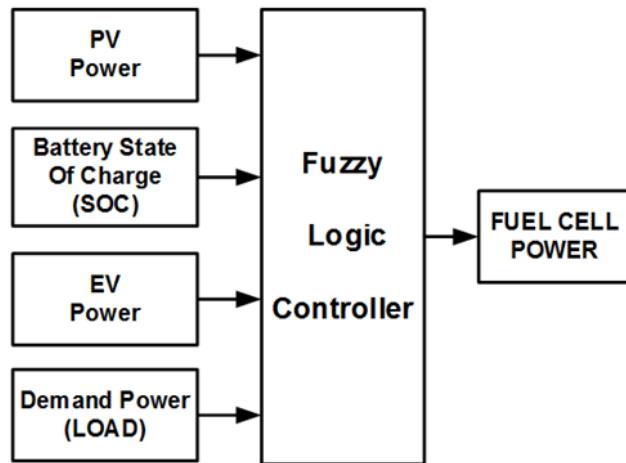 PV
Power
Battery State
Of Charge
(SOC)
EV
Power
Demand Power
(LOAD)
Fuzzy
Logic
Controller
FUEL CELL
POWER